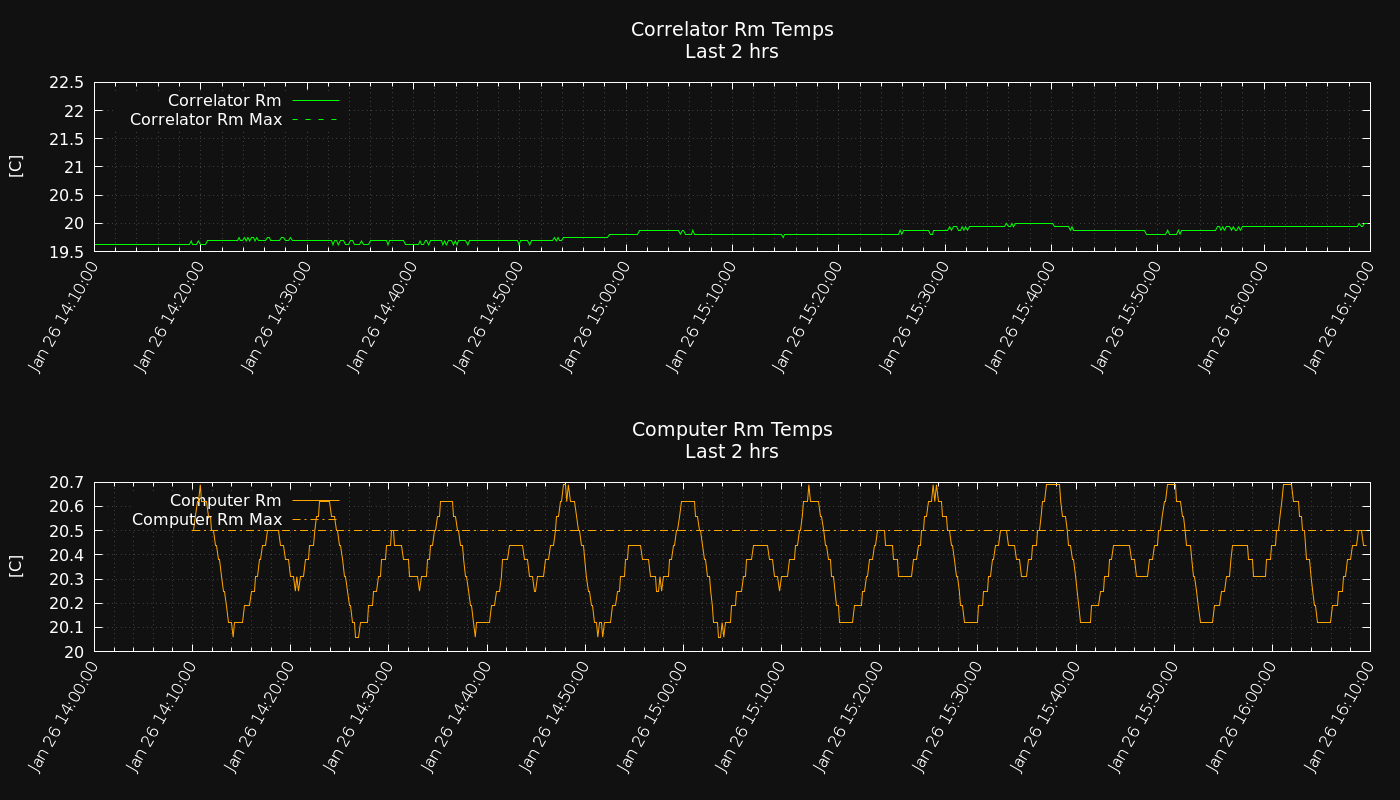 Correlator Rm Temps
Last 2 hrs
22.5
22
21.5
21
20.5
20
19.5
[C]
Correlator Rm
Correlator Rm Max
Jan 26 14:10:00
Jan 26 14:20:00
Jan 26 14:30:00
Jan 26 14:40:00
Jan 26 14:50:00
Jan 26 15:00:00
Jan 26 15:10:00
Jan 26 15:20:00
Jan 26 15:30:00
Jan 26 15:40:00
Jan 26 15:50:00
Jan 26 16:00:00
Jan 26 16:10:00
Computer Rm Temps
Last 2 hrs
20.7
20.6
20.5
20.4
20.3
20.2
20.1
20
[C]
Computer Rm
Computer Rm Max
Jan 26 14:00:00
Jan 26 14:10:00
Jan 26 14:20:00
Jan 26 14:30:00
Jan 26 14:40:00
Jan 26 14:50:00
Jan 26 15:00:00
Jan 26 15:10:00
Jan 26 15:20:00
Jan 26 15:30:00
Jan 26 15:40:00
Jan 26 15:50:00
Jan 26 16:00:00
Jan 26 16:10:00